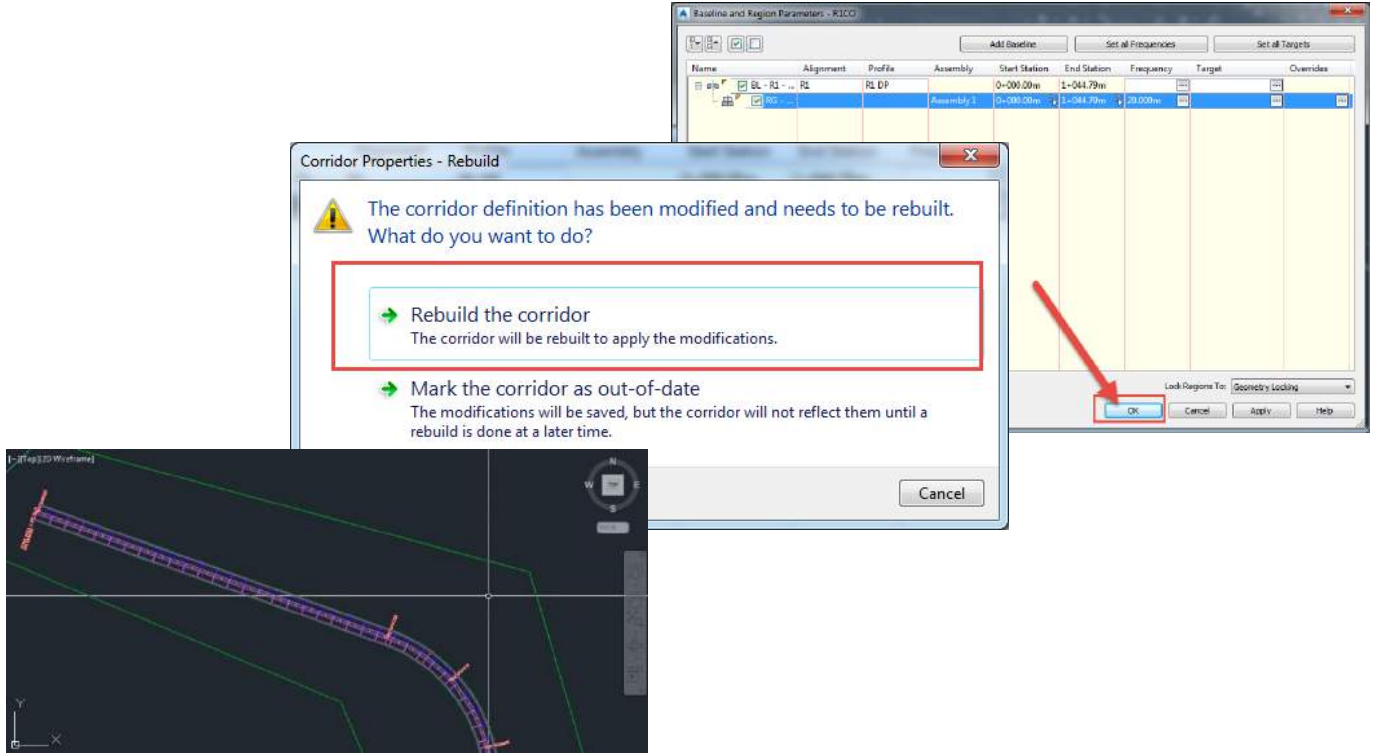 Baseline and Region Parameters - RICO
Add Baseline Set all Frequencies Set all Targets
Name Alignment Profile Assembly Start Station End Station Frequency Target Overrides
BL - R1 - ... R1 R1 DP 0+000.00m 1+044.79m
RG - ... Assembly 1 0+000.00m 1+044.79m 20.000m
Lock Regions To: Geometry Locking
OK Cancel Apply Help
Corridor Properties - Rebuild
The corridor definition has been modified and needs to be rebuilt.
What do you want to do?
Rebuild the corridor
The corridor will be rebuilt to apply the modifications.
Mark the corridor as out-of-date
The modifications will be saved, but the corridor will not reflect them until a
rebuild is done at a later time.
Cancel
[-][Top][2D Wireframe]
N
W E
S
Y
X